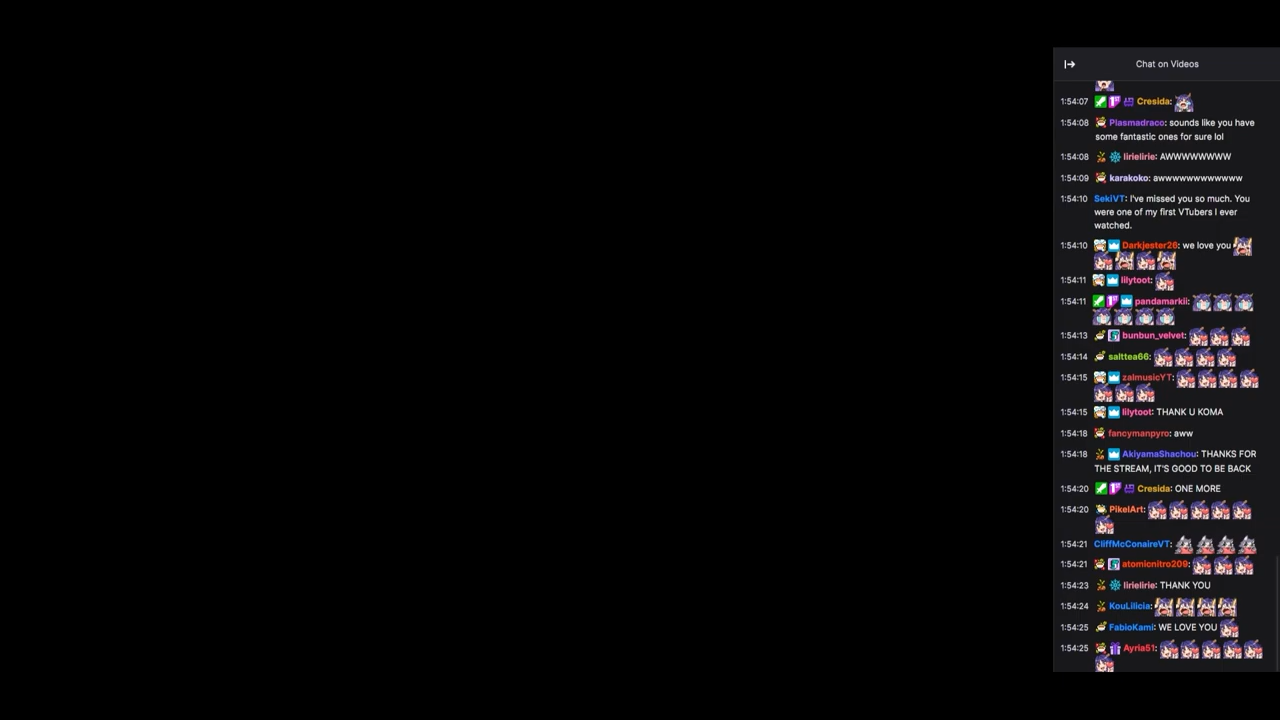 Chat on Videos
1:54:07 Cresida:
1:54:08 Plasmadraco: sounds like you have
some fantastic ones for sure lol
1:54:08 lirielirie: AWWWWWWWW
1:54:09 karakoko: awwwwwwwwwwww
1:54:10 SekiVT: I've missed you so much. You
were one of my first VTubers I ever
watched.
1:54:10 Darkjester26: we love you
1:54:11 lilytoot:
1:54:11 pandamarkii:
1:54:13 bunbun_velvet:
1:54:14 salttea66:
1:54:15 zalmusicYT:
1:54:15 lilytoot: THANK U KOMA
1:54:18 fancymanpyro: aww
1:54:18 AkiyamaShachou: THANKS FOR
THE STREAM, IT'S GOOD TO BE BACK
1:54:20 Cresida: ONE MORE
1:54:20 PikelArt:
1:54:21 CliffMcConaireVT:
1:54:21 atomicnitro209:
1:54:23 lirielirie: THANK YOU
1:54:24 KouLilicia:
1:54:25 FabioKami: WE LOVE YOU
1:54:25 Ayria51: